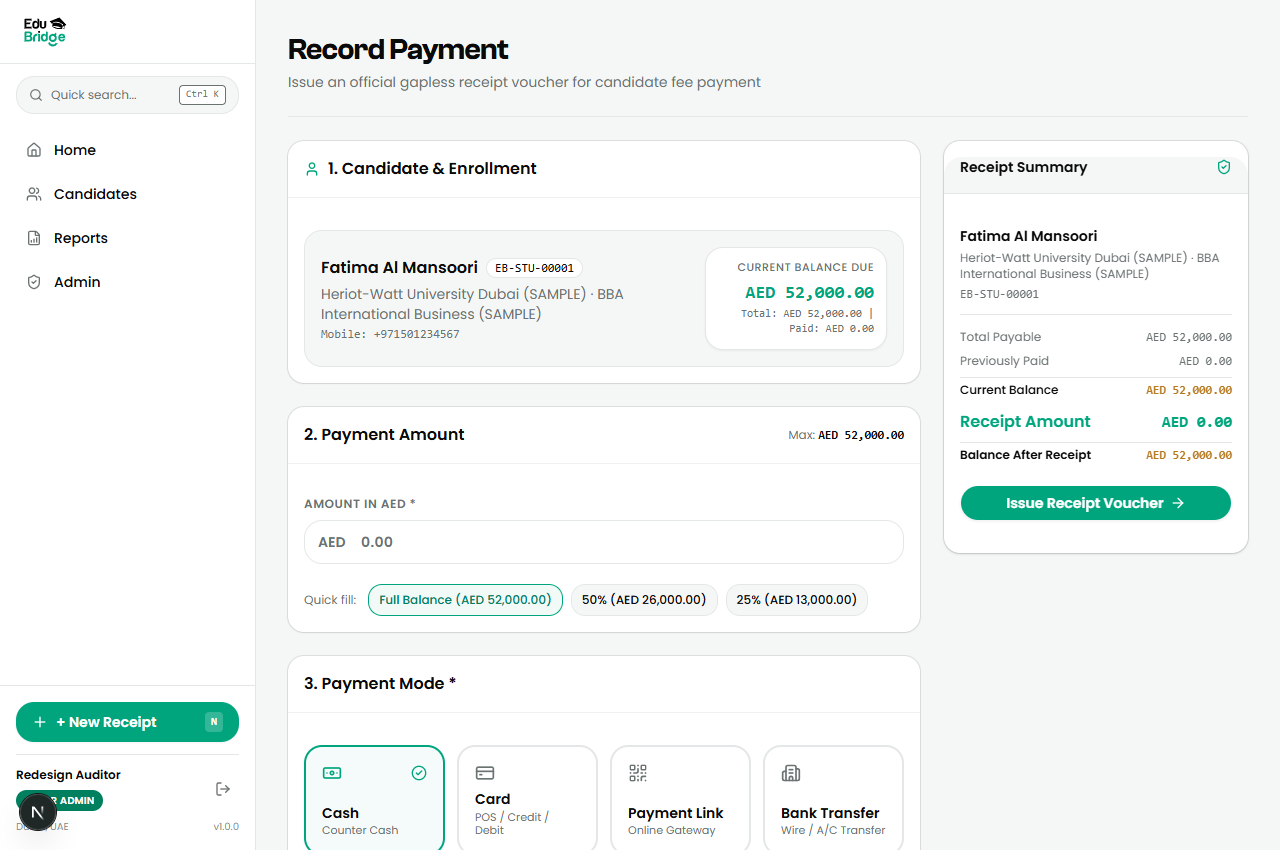 Edu
Bridge
Quick search...
Ctrl K
Home
Candidates
Reports
Admin
+ New Receipt
N
Redesign Auditor
R ADMIN
N
UAE
v1.0.0
Record Payment
Issue an official gapless receipt voucher for candidate fee payment
1. Candidate & Enrollment
Fatima Al Mansoori
EB-STU-00001
Heriot-Watt University Dubai (SAMPLE) · BBA
International Business (SAMPLE)
Mobile: +971501234567
CURRENT BALANCE DUE
AED 52,000.00
Total: AED 52,000.00 |
Paid: AED 0.00
2. Payment Amount
Max: AED 52,000.00
AMOUNT IN AED *
AED 0.00
Quick fill:
Full Balance (AED 52,000.00)
50% (AED 26,000.00)
25% (AED 13,000.00)
3. Payment Mode *
Cash
Counter Cash
Card
POS / Credit /
Debit
Payment Link
Online Gateway
Bank Transfer
Wire / A/C Transfer
Receipt Summary
Fatima Al Mansoori
Heriot-Watt University Dubai (SAMPLE) · BBA
International Business (SAMPLE)
EB-STU-00001
Total Payable AED 52,000.00
Previously Paid AED 0.00
Current Balance AED 52,000.00
Receipt Amount AED 0.00
Balance After Receipt AED 52,000.00
Issue Receipt Voucher